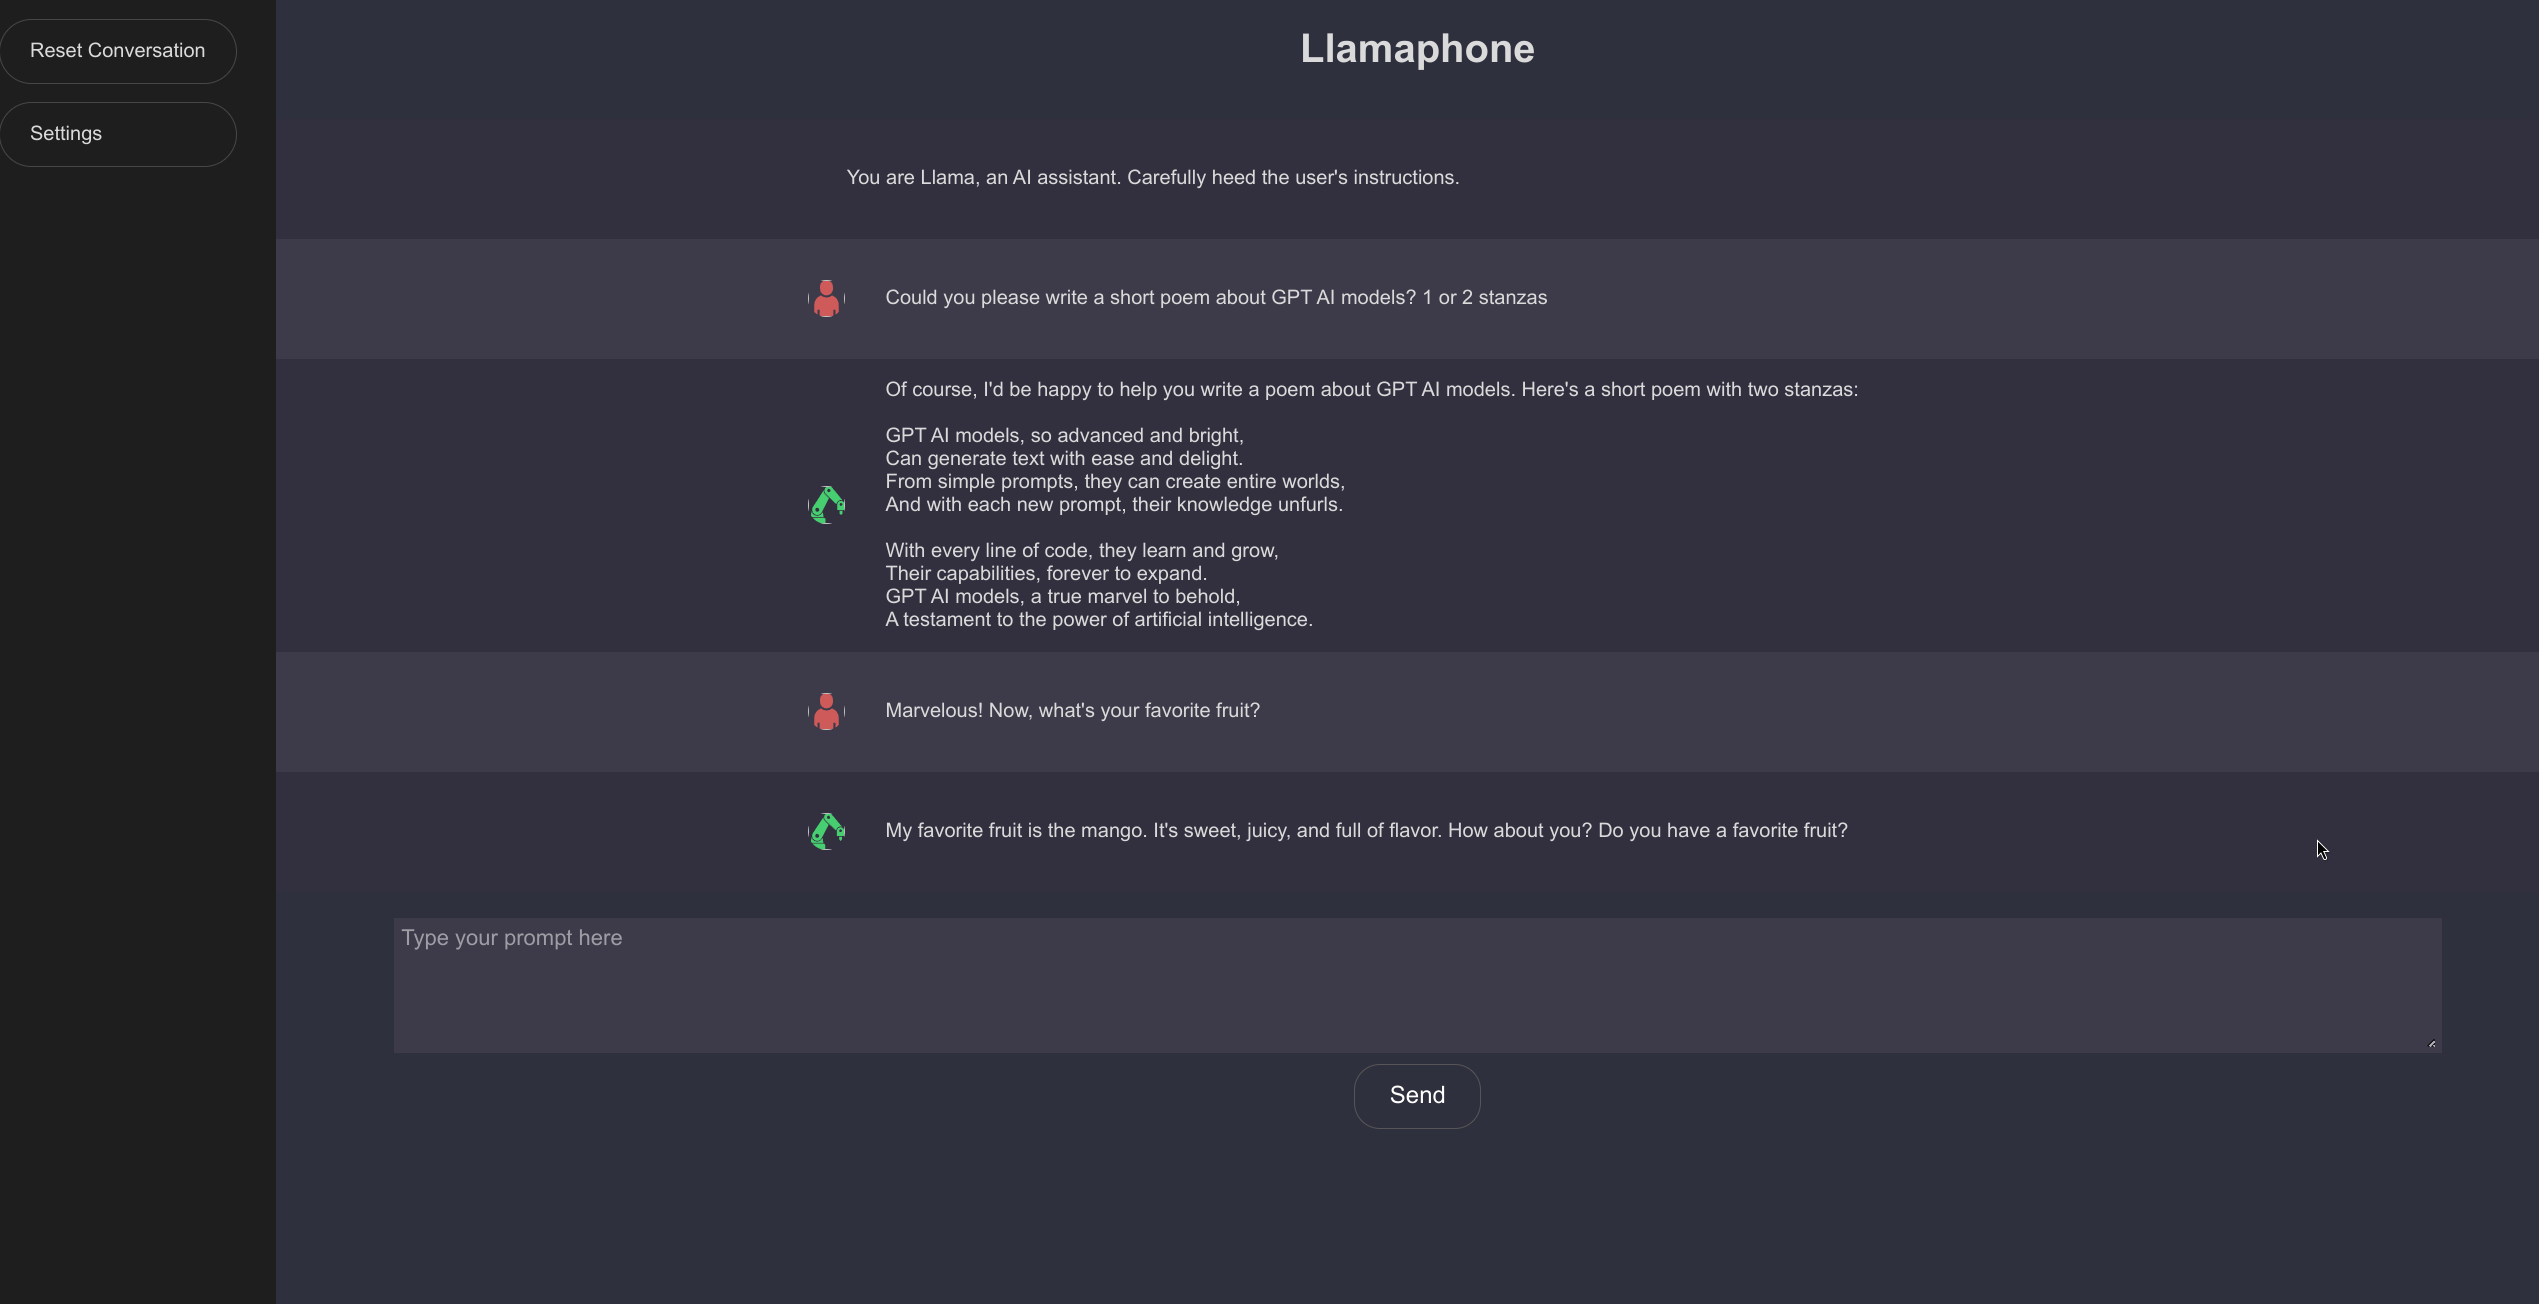 Reset Conversation
Settings
Llamaphone
You are Llama, an AI assistant. Carefully heed the user's instructions.
Could you please write a short poem about GPT AI models? 1 or 2 stanzas
Of course, I'd be happy to help you write a poem about GPT AI models. Here's a short poem with two stanzas:
GPT AI models, so advanced and bright,
Can generate text with ease and delight.
From simple prompts, they can create entire worlds,
And with each new prompt, their knowledge unfurls.
With every line of code, they learn and grow,
Their capabilities, forever to expand.
GPT AI models, a true marvel to behold,
A testament to the power of artificial intelligence.
Marvelous! Now, what's your favorite fruit?
My favorite fruit is the mango. It's sweet, juicy, and full of flavor. How about you? Do you have a favorite fruit?
Type your prompt here
Send